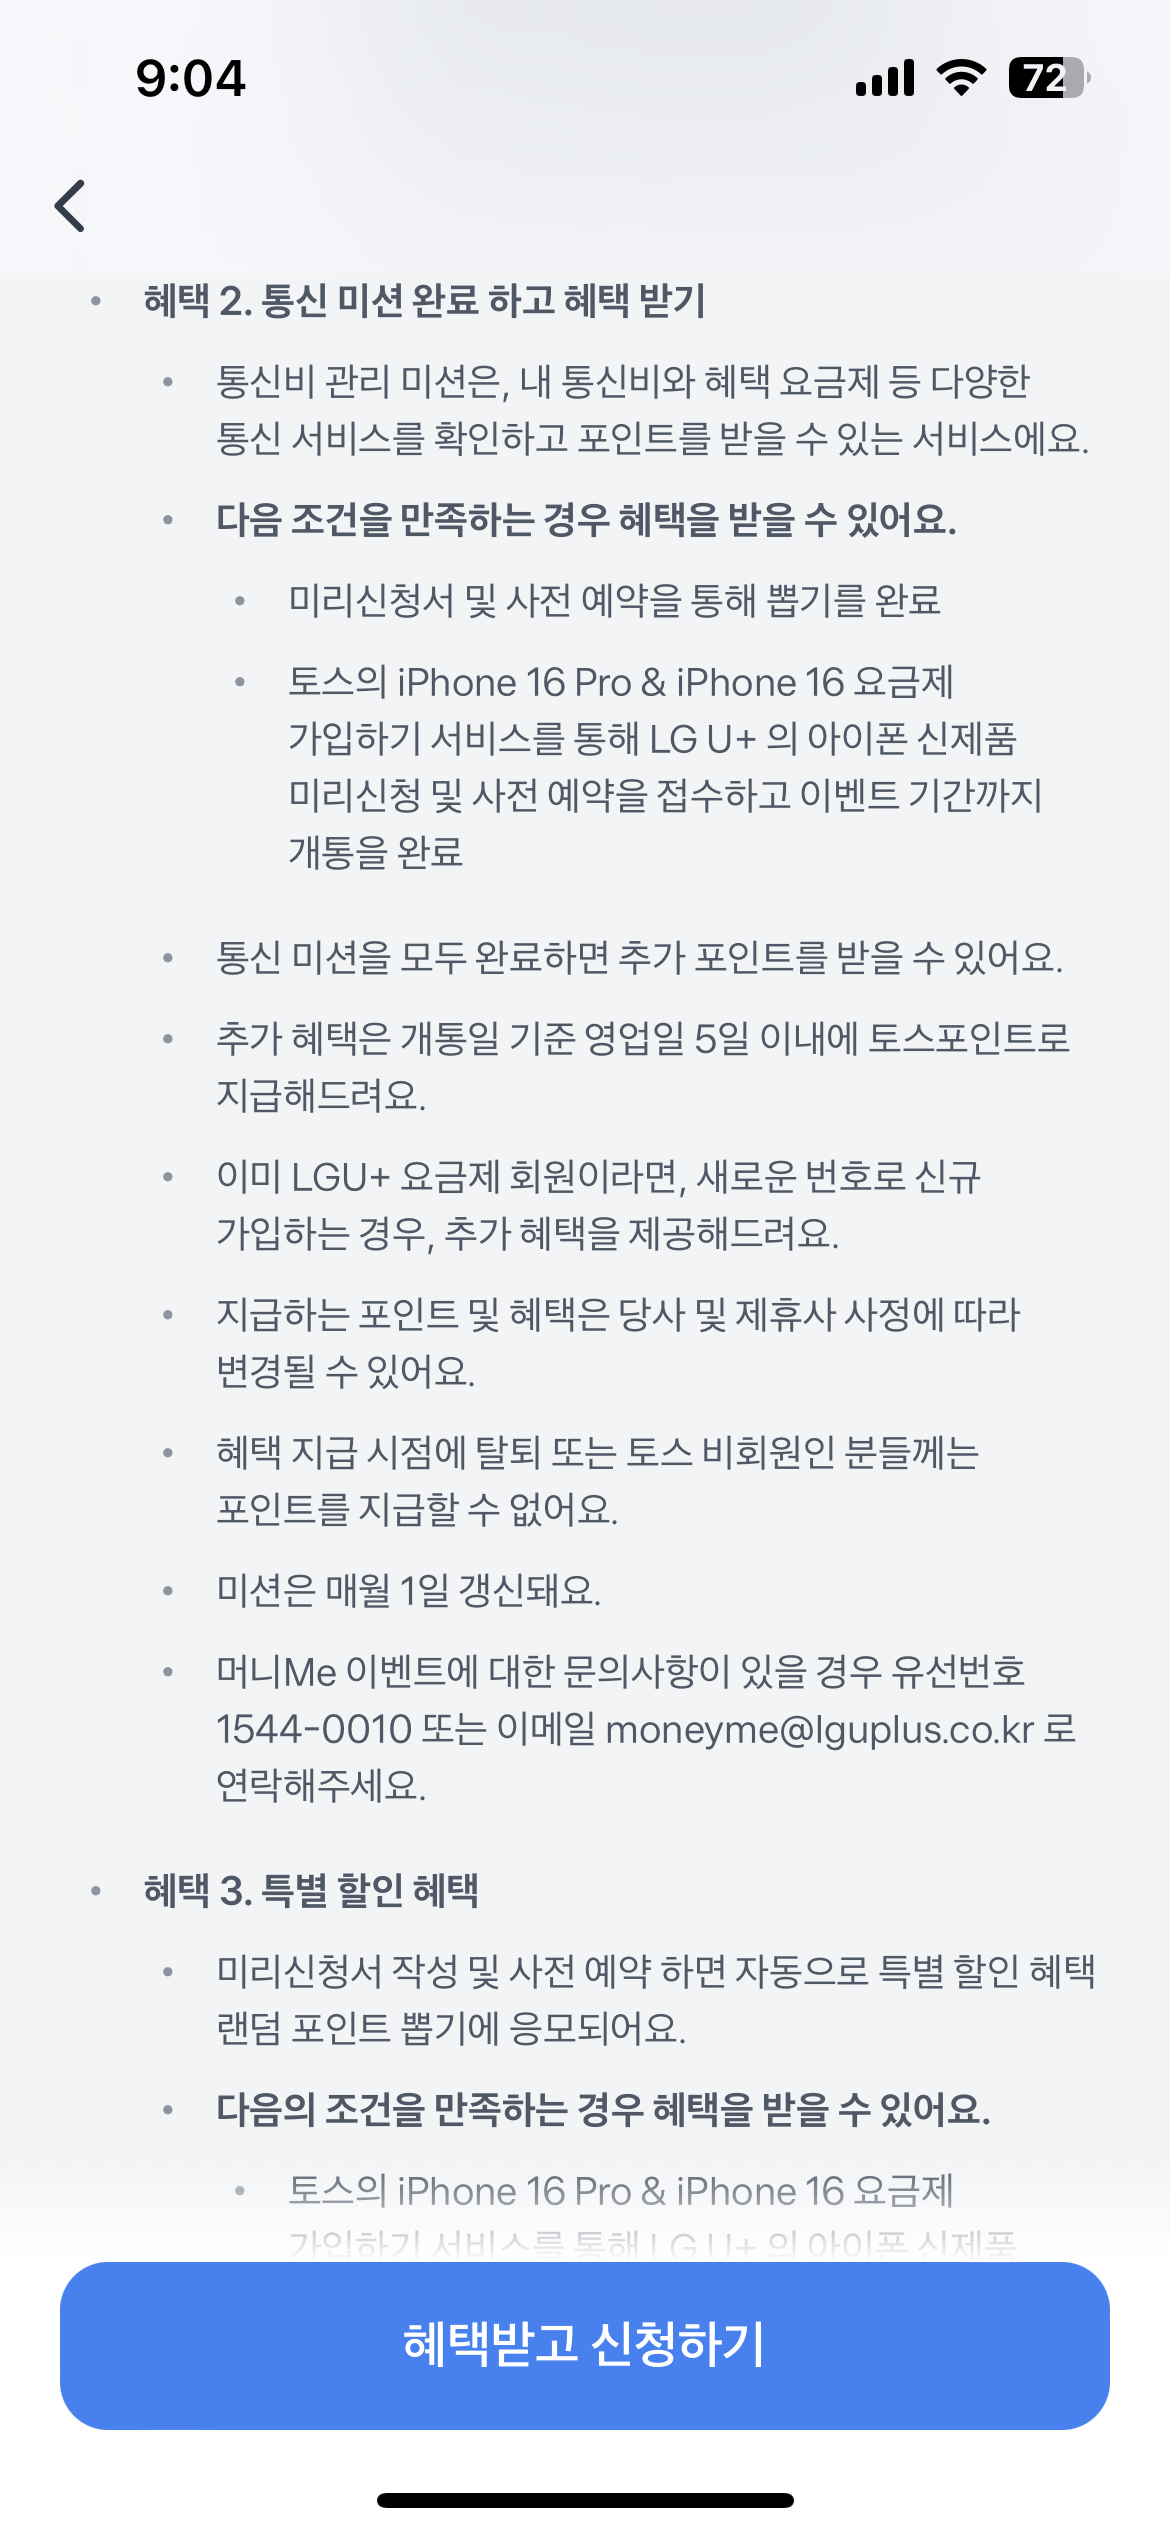 9:04
72
혜택 2. 통신 미션 완료 하고 혜택 받기
통신비 관리 미션은, 내 통신비와 혜택 요금제 등 다양한
통신 서비스를 확인하고 포인트를 받을 수 있는 서비스에요.
다음 조건을 만족하는 경우 혜택을 받을 수 있어요.
미리신청서 및 사전 예약을 통해 뽑기를 완료
토스의 iPhone 16 Pro & iPhone 16 요금제
가입하기 서비스를 통해 LG U+ 의 아이폰 신제품
미리신청 및 사전 예약을 접수하고 이벤트 기간까지
개통을 완료
통신 미션을 모두 완료하면 추가 포인트를 받을 수 있어요.
추가 혜택은 개통일 기준 영업일 5일 이내에 토스포인트로
지급해드려요.
이미 LGU+ 요금제 회원이라면, 새로운 번호로 신규
가입하는 경우, 추가 혜택을 제공해드려요.
지급하는 포인트 및 혜택은 당사 및 제휴사 사정에 따라
변경될 수 있어요.
혜택 지급 시점에 탈퇴 또는 토스 비회원인 분들께는
포인트를 지급할 수 없어요.
미션은 매월 1일 갱신돼요.
머니Me 이벤트에 대한 문의사항이 있을 경우 유선번호
1544-0010 또는 이메일 moneyme@lguplus.co.kr 로
연락해주세요.
혜택 3. 특별 할인 혜택
미리신청서 작성 및 사전 예약 하면 자동으로 특별 할인 혜택
랜덤 포인트 뽑기에 응모되어요.
다음의 조건을 만족하는 경우 혜택을 받을 수 있어요.
토스의 iPhone 16 Pro & iPhone 16 요금제
가입하기 서비스를 통해 LG U+ 의 아이폰 신제품
혜택받고 신청하기